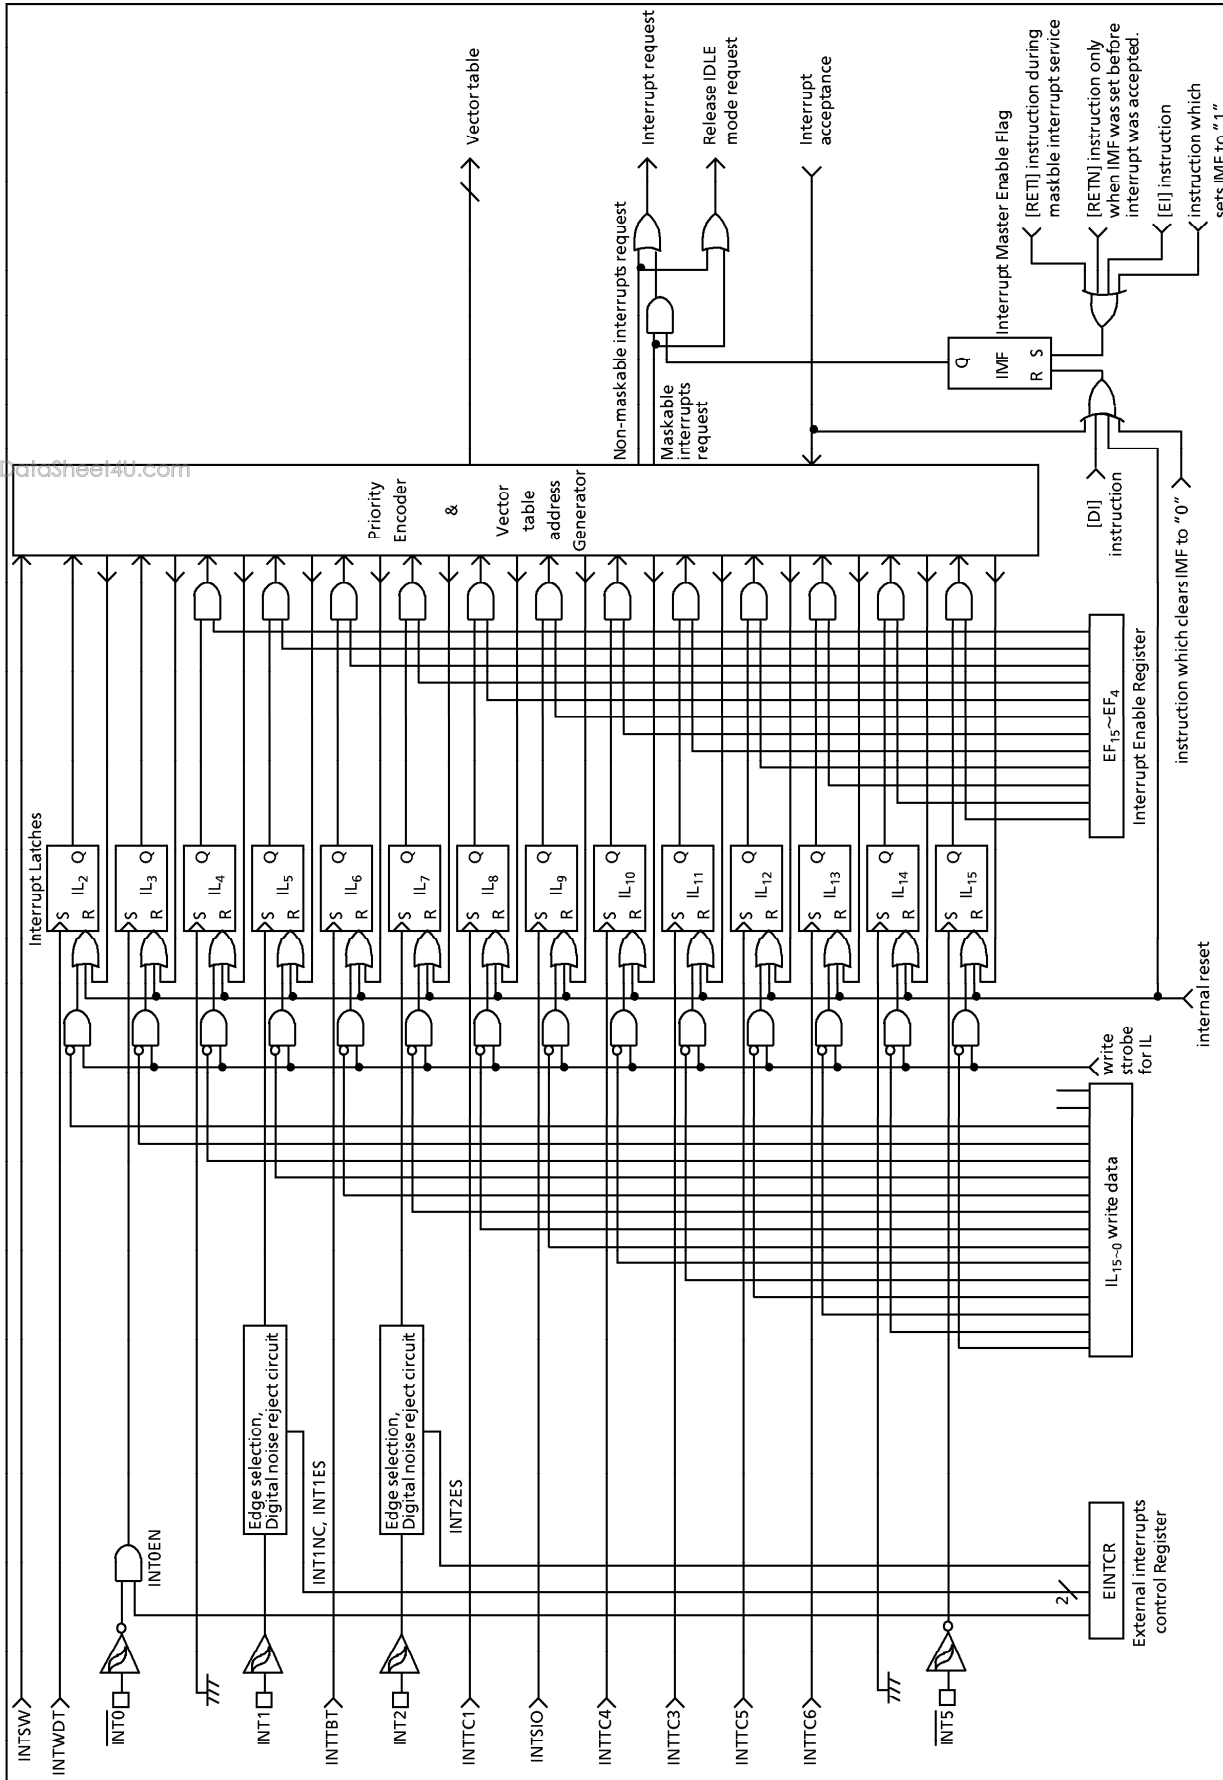 INTSW
INTWDT
INT0
INT1
INTTBT
INT2
INTTC1
INTSIO
INTTC4
INTTC3
INTTC5
INTTC6
INT5
INT0EN
Edge selection,
Digital noise reject circuit
INT1NC, INT1ES
Edge selection,
Digital noise reject circuit
INT2ES
2
EINTCR
External interrupts
control Register
IL15~0 write data
write
strobe
for IL
internal reset
Interrupt Latches
S Q
IL2
R
S Q
IL3
R
S Q
IL4
R
S Q
IL5
R
S Q
IL6
R
S Q
IL7
R
S Q
IL8
R
S Q
IL9
R
S Q
IL10
R
S Q
IL11
R
S Q
IL12
R
S Q
IL13
R
S Q
IL14
R
S Q
IL15
R
EF15~EF4
Interrupt Enable Register
DataSheet4U.com
Priority
Encoder
&
Vector
table
address
Generator
Vector table
Non-maskable interrupts request
Maskable
interrupts
request
Interrupt request
Release IDLE
mode request
Interrupt
acceptance
Interrupt Master Enable Flag
Q
IMF
R S
[DI]
instruction
instruction which clears IMF to "0"
[RETI] instruction during
maskble interrupt service
[RETN] instruction only
when IMF was set before
interrupt was accepted.
[EI] instruction
instruction which
sets IMF to "1"